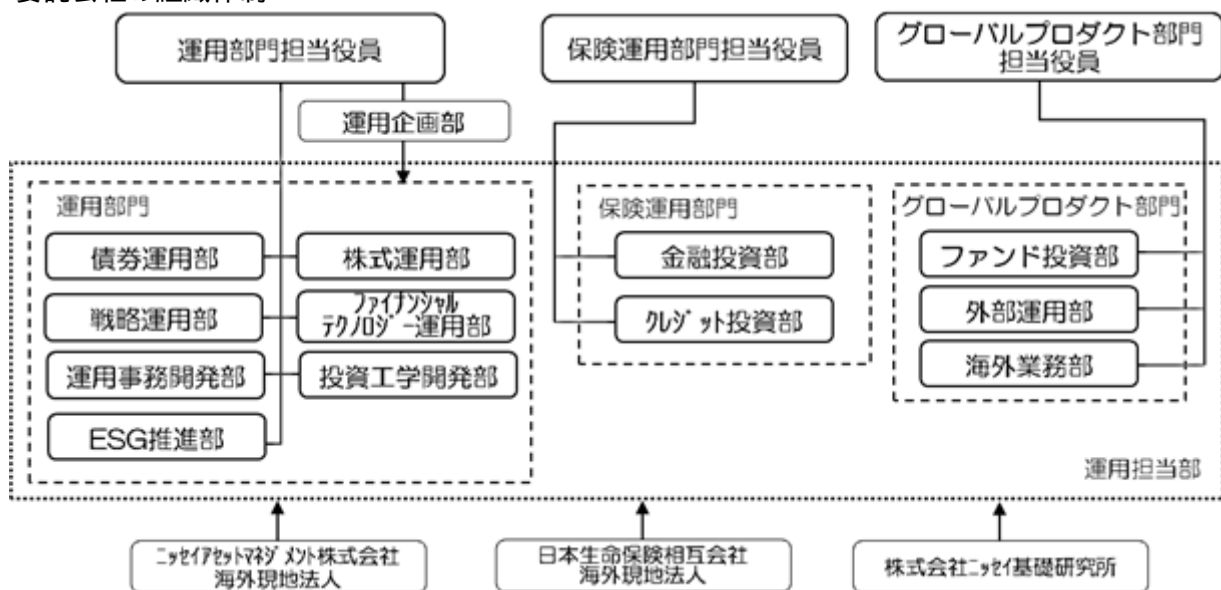 運用部門担当役員
保険運用部門担当役員
グローバルプロダクト部門
担当役員
運用企画部
運用部門
保険運用部門
グローバルプロダクト部門
債券運用部
株式運用部
金融投資部
ファンド投資部
戦略運用部
ファイナンシャル
テクノロジー運用部
クレジット投資部
外部運用部
運用事務開発部
投資工学開発部
海外業務部
ESG推進部
運用担当部
ニッセイアセットマネジメント株式会社
海外現地法人
日本生命保険相互会社
海外現地法人
株式会社ニッセイ基礎研究所